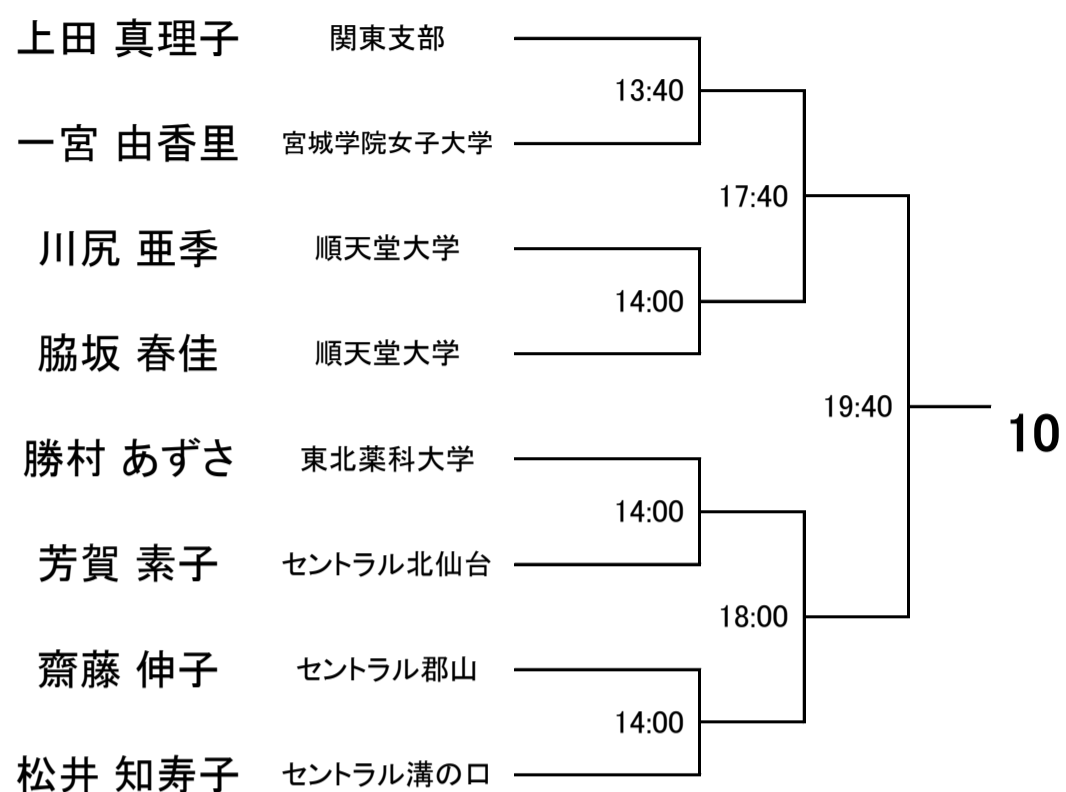 上田 真理子 関東支部
13:40
一宮 由香里 宮城学院女子大学
17:40
川尻 亜季 順天堂大学
14:00
脇坂 春佳 順天堂大学
19:40
10
勝村 あずさ 東北薬科大学
14:00
芳賀 素子 セントラル北仙台
18:00
齋藤 伸子 セントラル郡山
14:00
松井 知寿子 セントラル溝の口